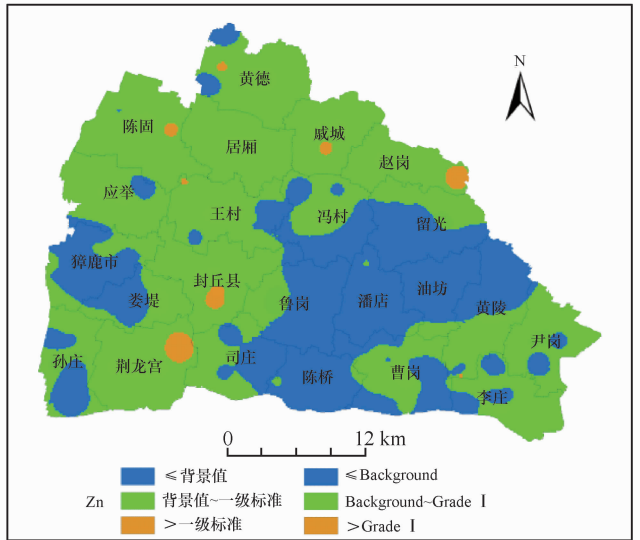 N
黄德
陈固
居厢
戚城
赵岗
应举
王村
冯村
留光
獐鹿市
封丘县
娄堤
鲁岗
潘店
油坊
黄陵
尹岗
孙庄
荆龙宫
司庄
陈桥
曹岗
李庄
0 12 km
Zn
≤背景值 ≤Background
背景值~一级标准 Background~Grade Ⅰ
>一级标准 >Grade Ⅰ